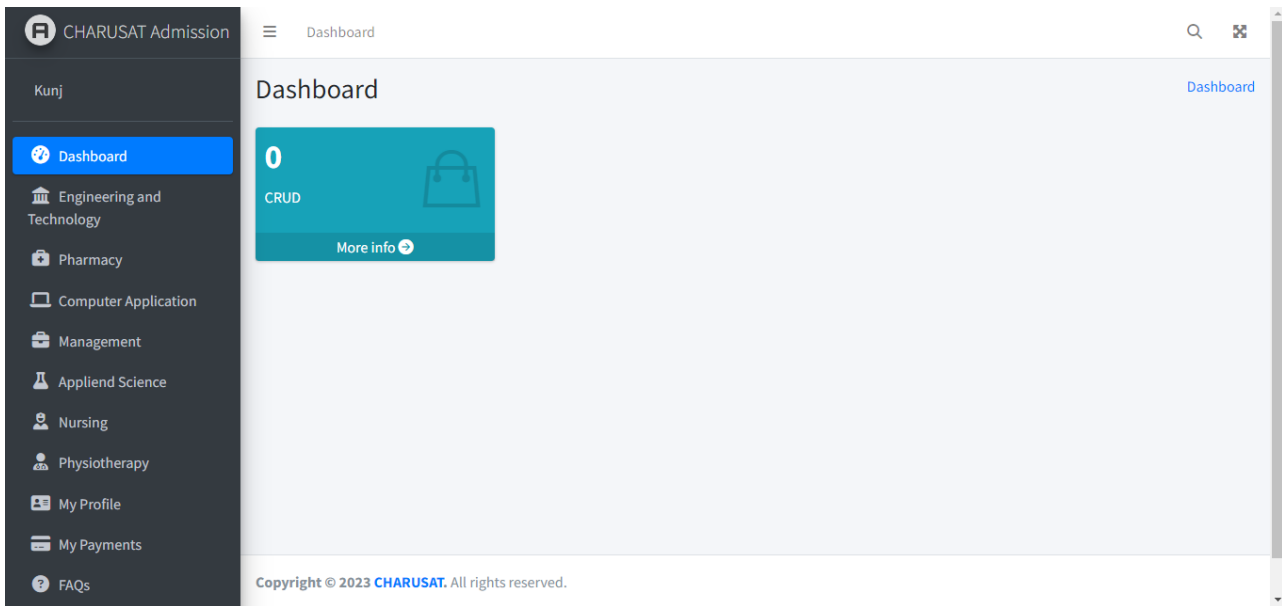 CHARUSAT Admission
Dashboard
Kunj
Dashboard
Dashboard
Dashboard
Engineering and
Technology
Pharmacy
Computer Application
Management
Appliend Science
Nursing
Physiotherapy
My Profile
My Payments
FAQs
0
CRUD
More info
Copyright © 2023 CHARUSAT. All rights reserved.